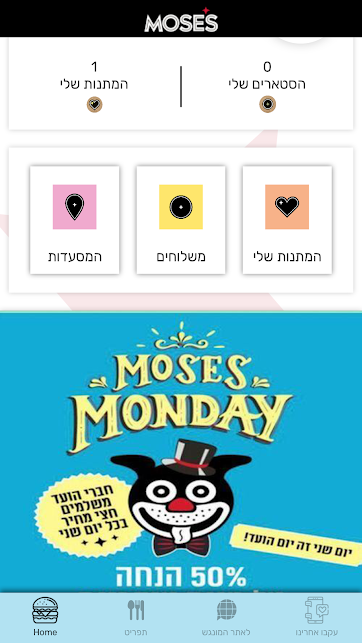 MOSES
0
1
הסטארים שלי
המתנות שלי
המתנות שלי
משלוחים
המסעדות
MOSES
MONDAY
חברי הועד
משלמים
חצי מחיר
בכל יום שני
יום שני זה יום הועד!
50% הנחה
Home
תפריט
לאתר המונגש
עקבו אחרינו